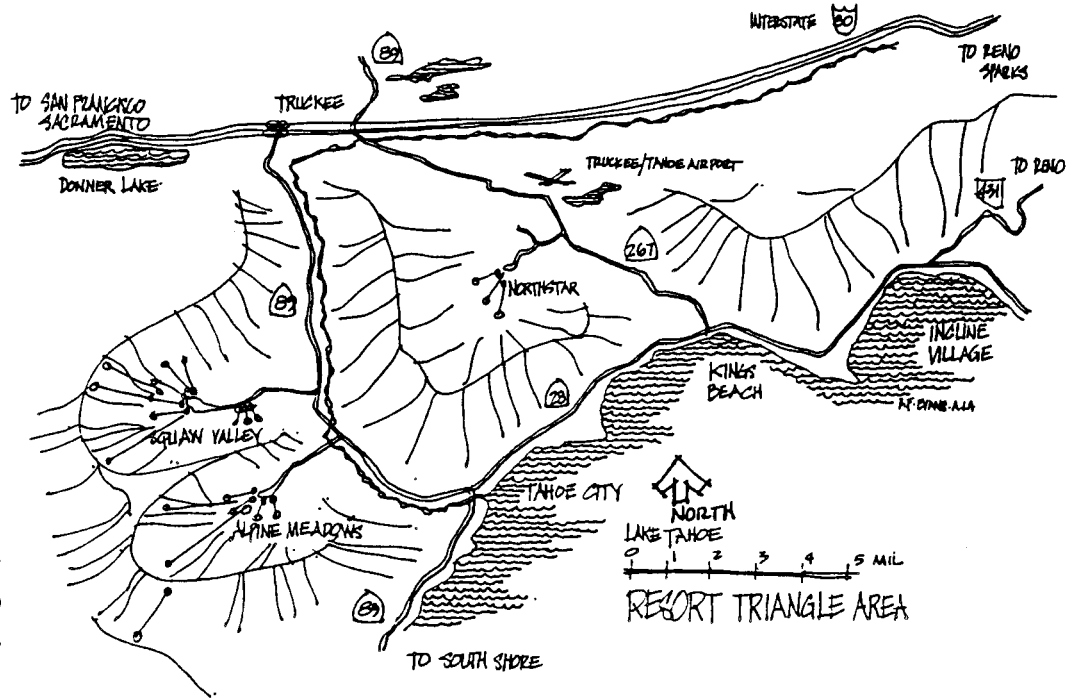 INTERSTATE 80
TO RENO
SPARKS
89
TO SAN FRANCISCO
SACRAMENTO
TRUCKEE
DONNER LAKE
TRUCKEE/TAHOE AIRPORT
TO RENO
431
267
NORTHSTAR
89
INCLINE
VILLAGE
KINGS
BEACH
28
SQUAW VALLEY
TAHOE CITY
NORTH
ALPINE MEADOWS
LAKE TAHOE
0 1 2 3 4 5 MIL
RESORT TRIANGLE AREA
89
TO SOUTH SHORE